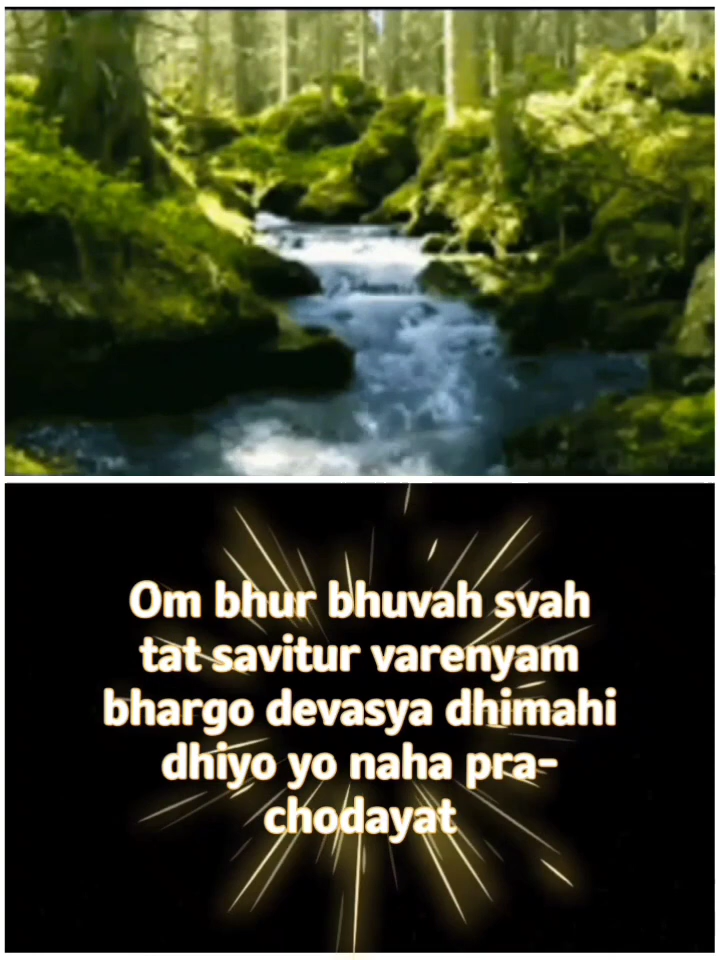 Om bhur bhuvah svah
tat savitur varenyam
bhargo devasya dhimahi
dhiyo yo naha pra-
chodayat